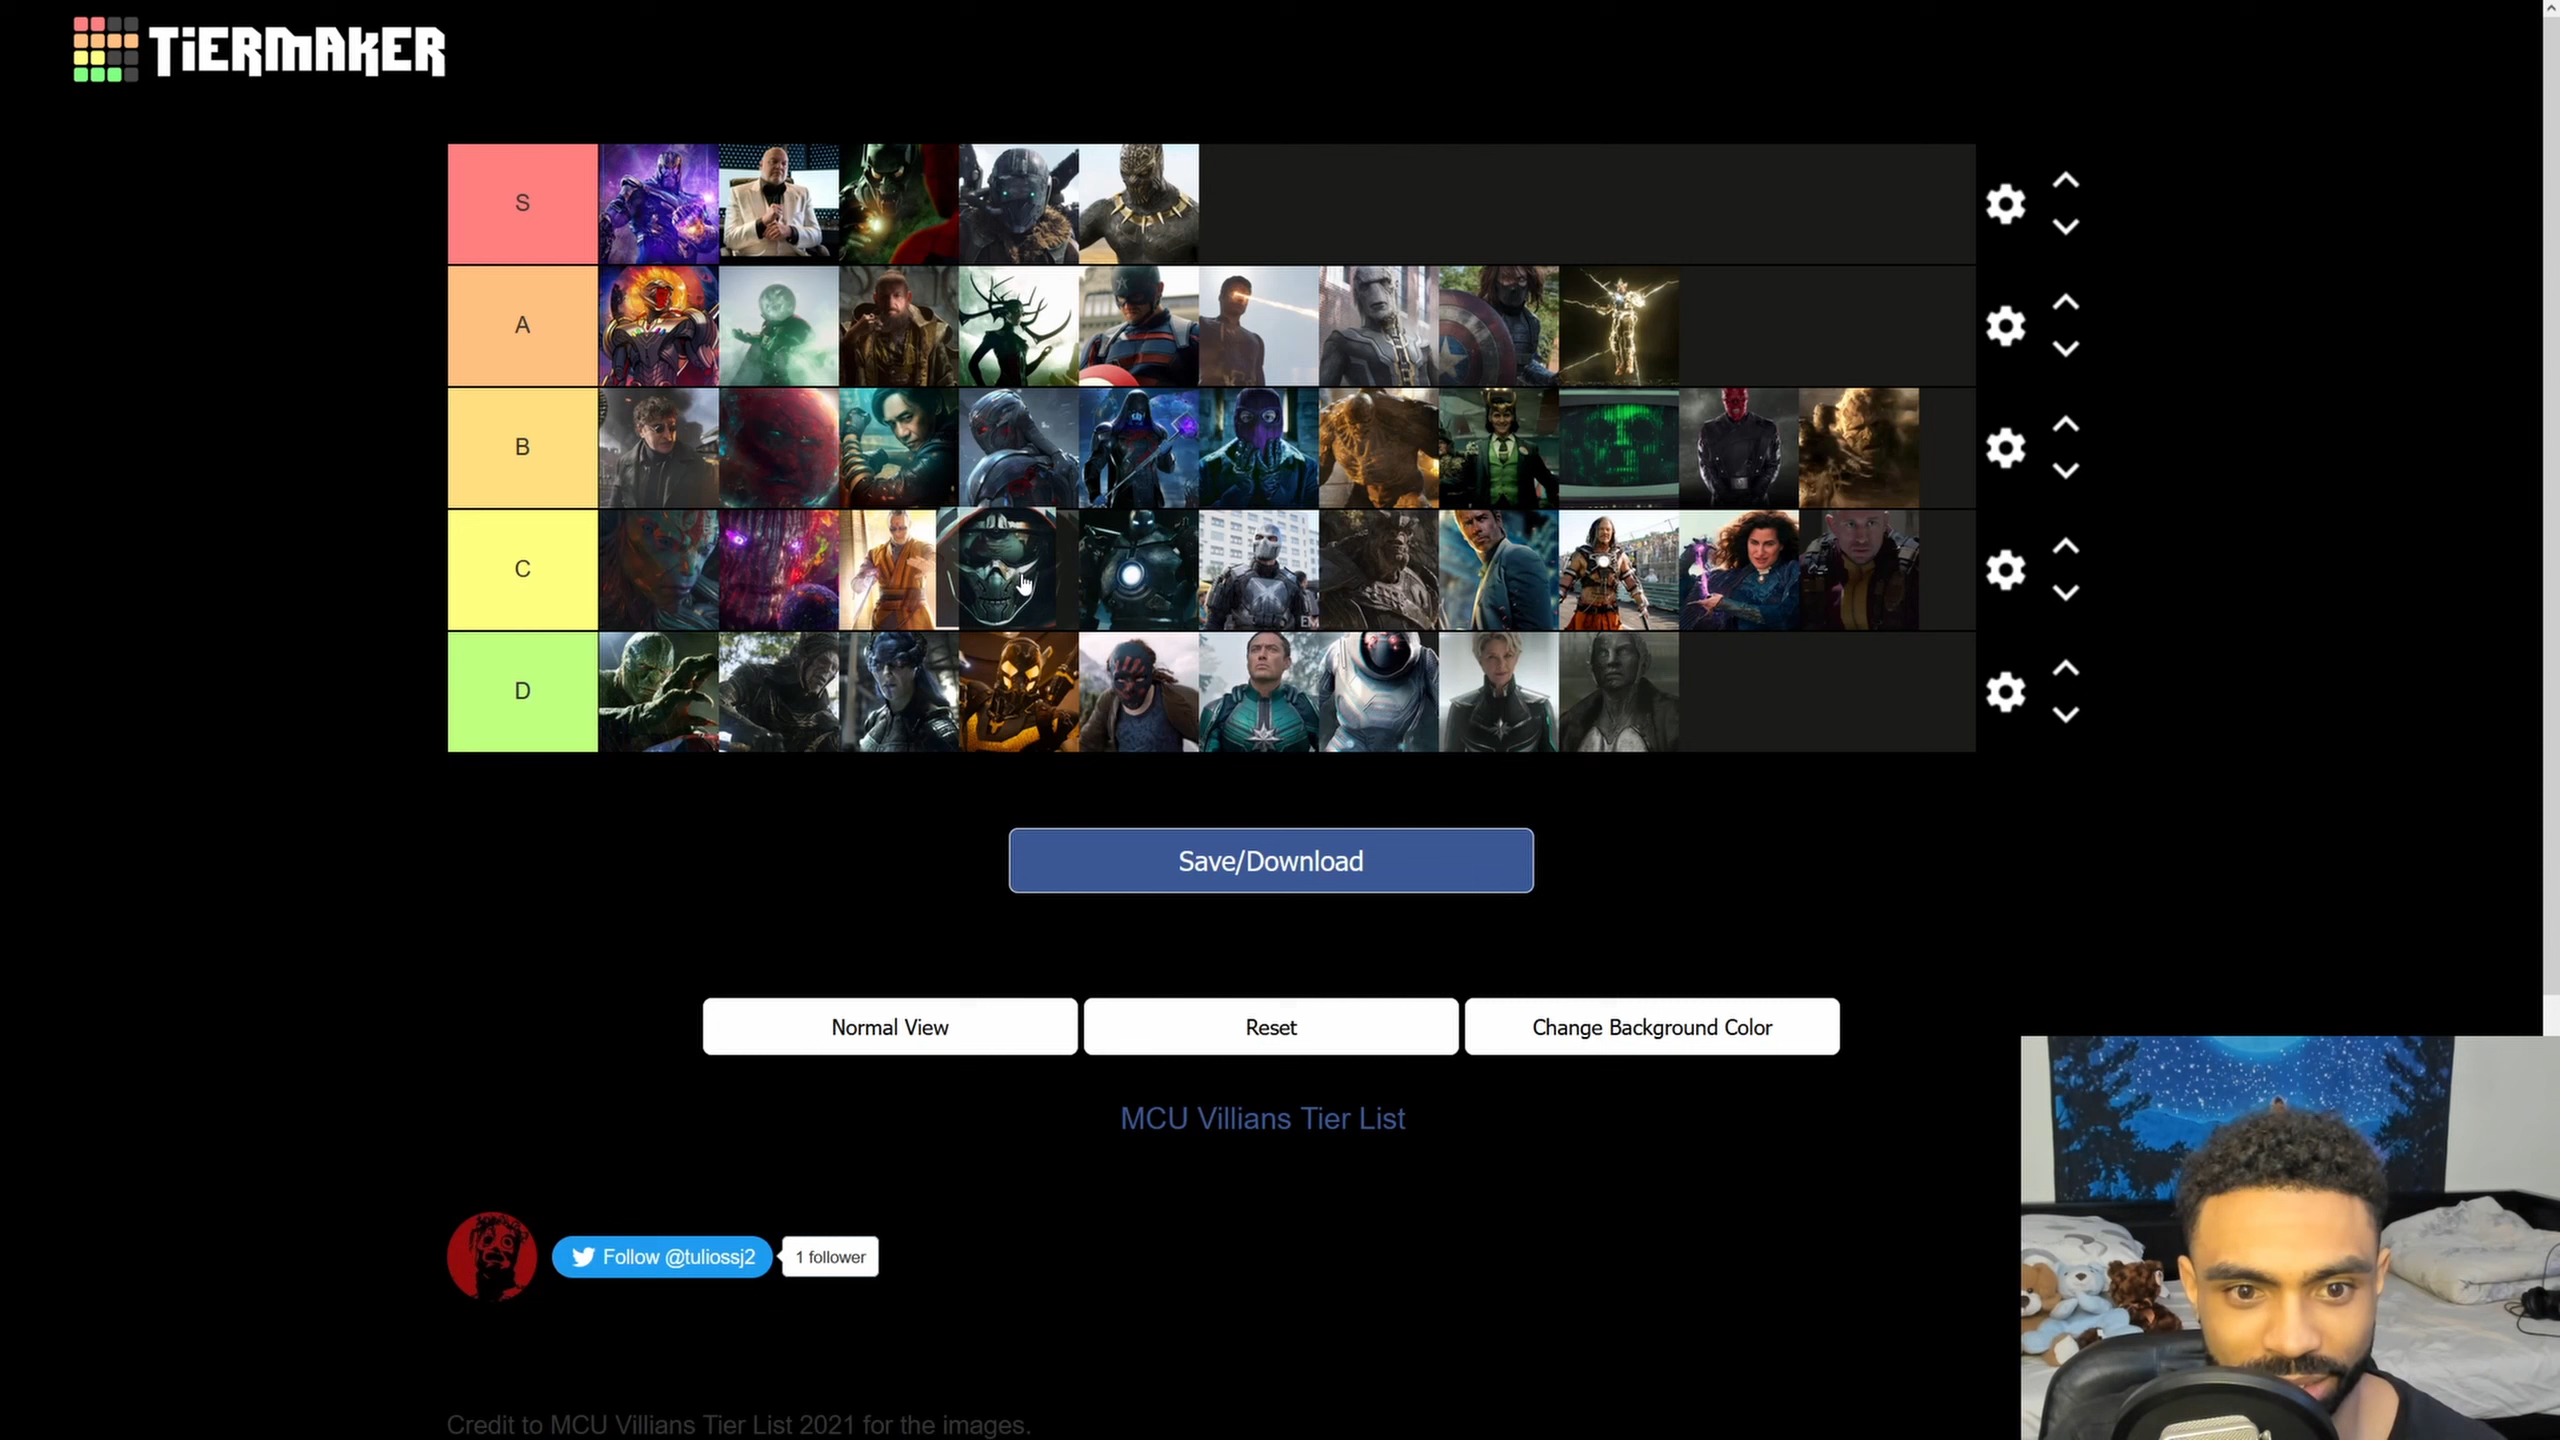 TiERMAKER
S
A
B
C
EM
D
Save/Download
Normal View
Reset
Change Background Color
MCU Villians Tier List
Follow @tuliossj2
1 follower
Credit to MCU Villians Tier List 2021 for the images.